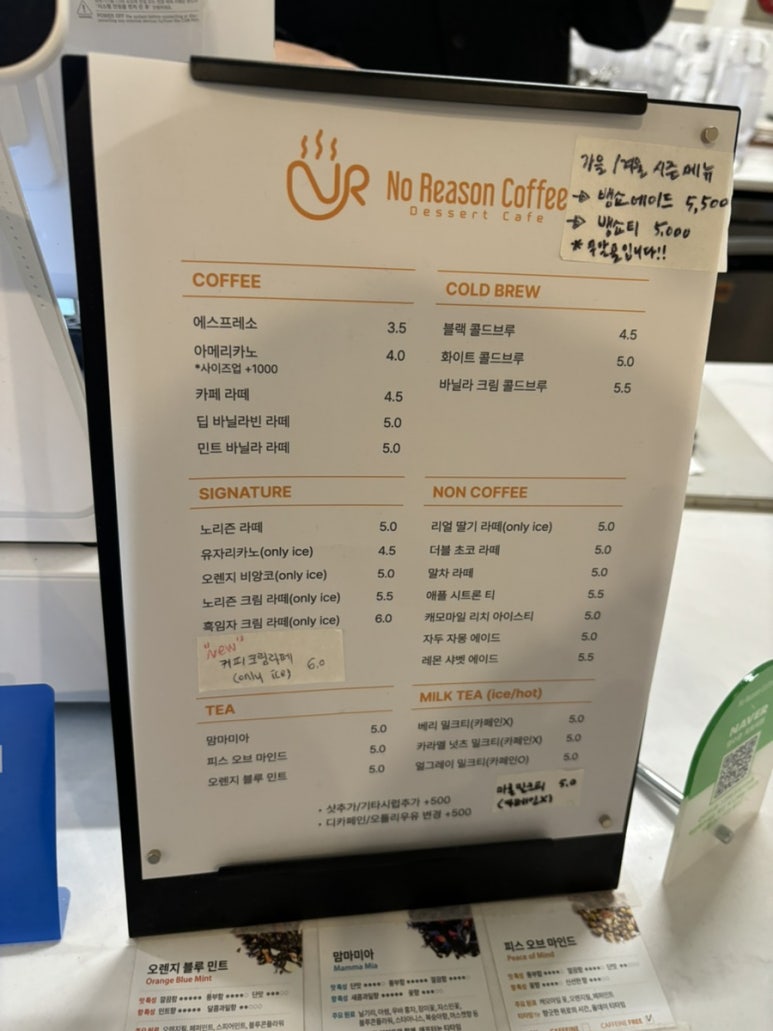 No Reason Coffee
Dessert Cafe
가을 / 겨울 시즌 메뉴
→ 뱅쇼에이드 5,500
→ 뱅쇼티 5,000
* 무알콜입니다!!
COFFEE
에스프레소 3.5
아메리카노 4.0
*사이즈업 +1000
카페 라떼 4.5
딥 바닐라빈 라떼 5.0
민트 바닐라 라떼 5.0
COLD BREW
블랙 콜드브루 4.5
화이트 콜드브루 5.0
바닐라 크림 콜드브루 5.5
SIGNATURE
노리즌 라떼 5.0
유자리카노(only ice) 4.5
오렌지 비앙코(only ice) 5.0
노리즌 크림 라떼(only ice) 5.5
흑임자 크림 라떼(only ice) 6.0
"NEW"
커피크림라떼 6.0
(only ice)
NON COFFEE
리얼 딸기 라떼(only ice) 5.0
더블 초코 라떼 5.0
말차 라떼 5.0
애플 시트론 티 5.5
캐모마일 리치 아이스티 5.0
자두 자몽 에이드 5.0
레몬 샤벳 에이드 5.5
TEA
맘마미아 5.0
피스 오브 마인드 5.0
오렌지 블루 민트 5.0
MILK TEA (ice/hot)
베리 밀크티(카페인X) 5.0
카라멜 넛츠 밀크티(카페인X) 5.0
얼그레이 밀크티(카페인O) 5.0
밀크티 5.0
(카페인X)
• 샷추가/기타시럽추가 +500
• 디카페인/오틀리우유 변경 +500
NAVER
오렌지 블루 민트
Orange Blue Mint
맘마미아
Mamma Mia
피스 오브 마인드
Peace of Mind